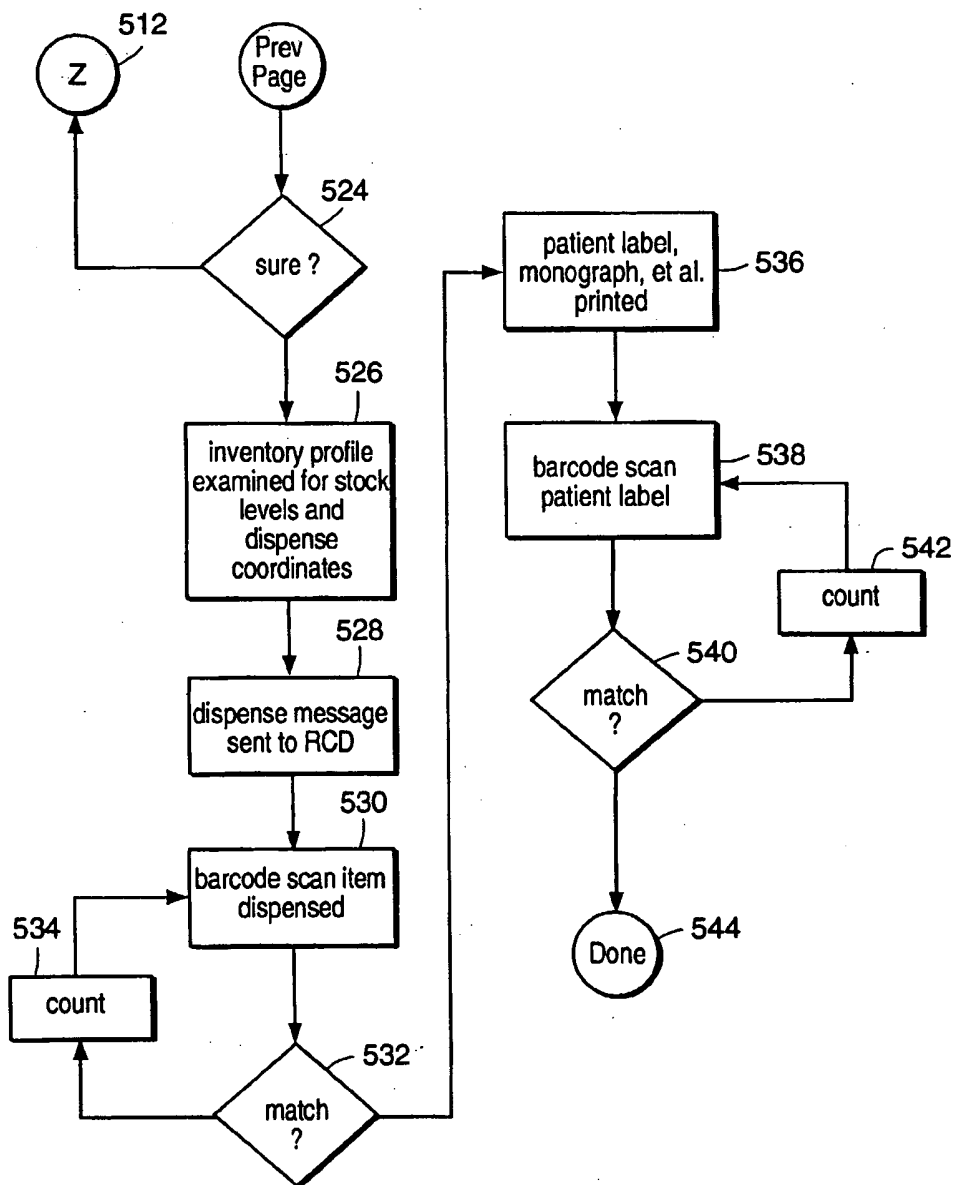 512
Z
Prev
Page
524
sure ?
526
inventory profile
examined for stock
levels and
dispense
coordinates
528
dispense message
sent to RCD
530
barcode scan item
dispensed
534
count
532
match
?
patient label,
monograph, et al.
printed
536
barcode scan
patient label
538
542
count
540
match
?
Done
544